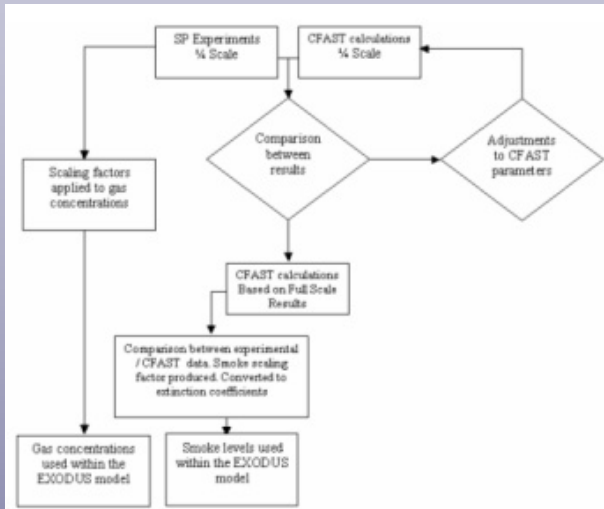 SP Experiments
¼ Scale
CFAST calculations
¼ Scale
Comparison
between
results
Adjustments
to CFAST
parameters
Scaling factors
applied to gas
concentrations
CFAST calculations
Based on Full Scale
Results
Comparison between experimental
/ CFAST data. Smoke scaling
factor produced. Converted to
extinction coefficients
Gas concentrations
used within the
EXODUS model
Smoke levels used
within the EXODUS
model